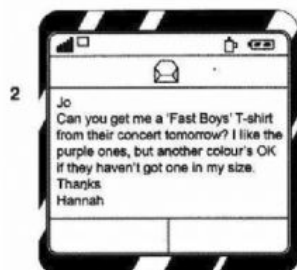 2
Jo
Can you get me a 'Fast Boys' T-shirt
from their concert tomorrow? I like the
purple ones, but another colour's OK
if they haven't got one in my size.
Thanks
Hannah